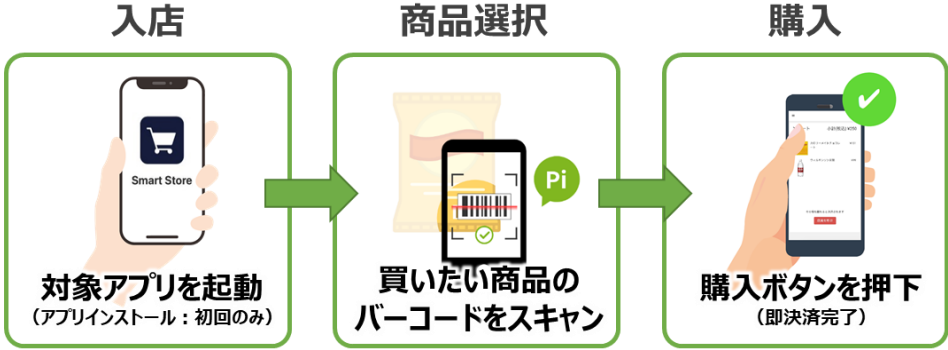 入店
商品選択
購入
Smart Store
対象アプリを起動
（アプリインストール：初回のみ）
Pi
買いたい商品の
バーコードをスキャン
購入ボタンを押下
（即決済完了）